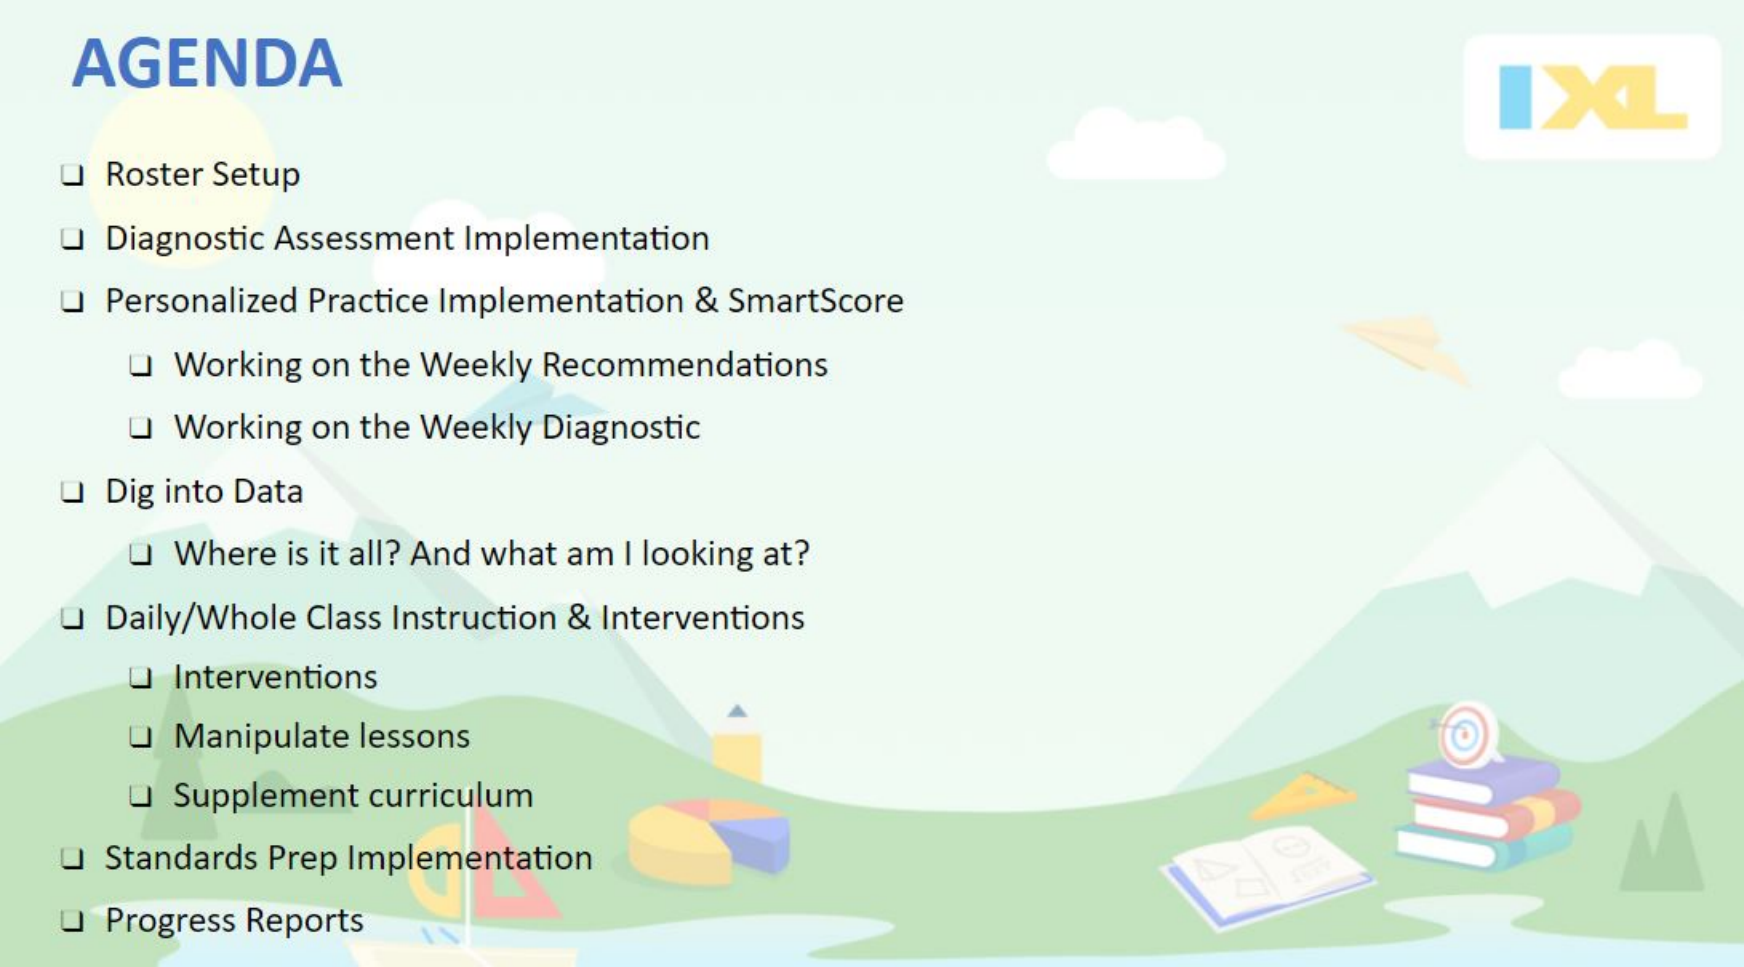 AGENDA
IXL
❑ Roster Setup
❑ Diagnostic Assessment Implementation
❑ Personalized Practice Implementation & SmartScore
❑ Working on the Weekly Recommendations
❑ Working on the Weekly Diagnostic
❑ Dig into Data
❑ Where is it all? And what am I looking at?
❑ Daily/Whole Class Instruction & Interventions
❑ Interventions
❑ Manipulate lessons
❑ Supplement curriculum
❑ Standards Prep Implementation
❑ Progress Reports